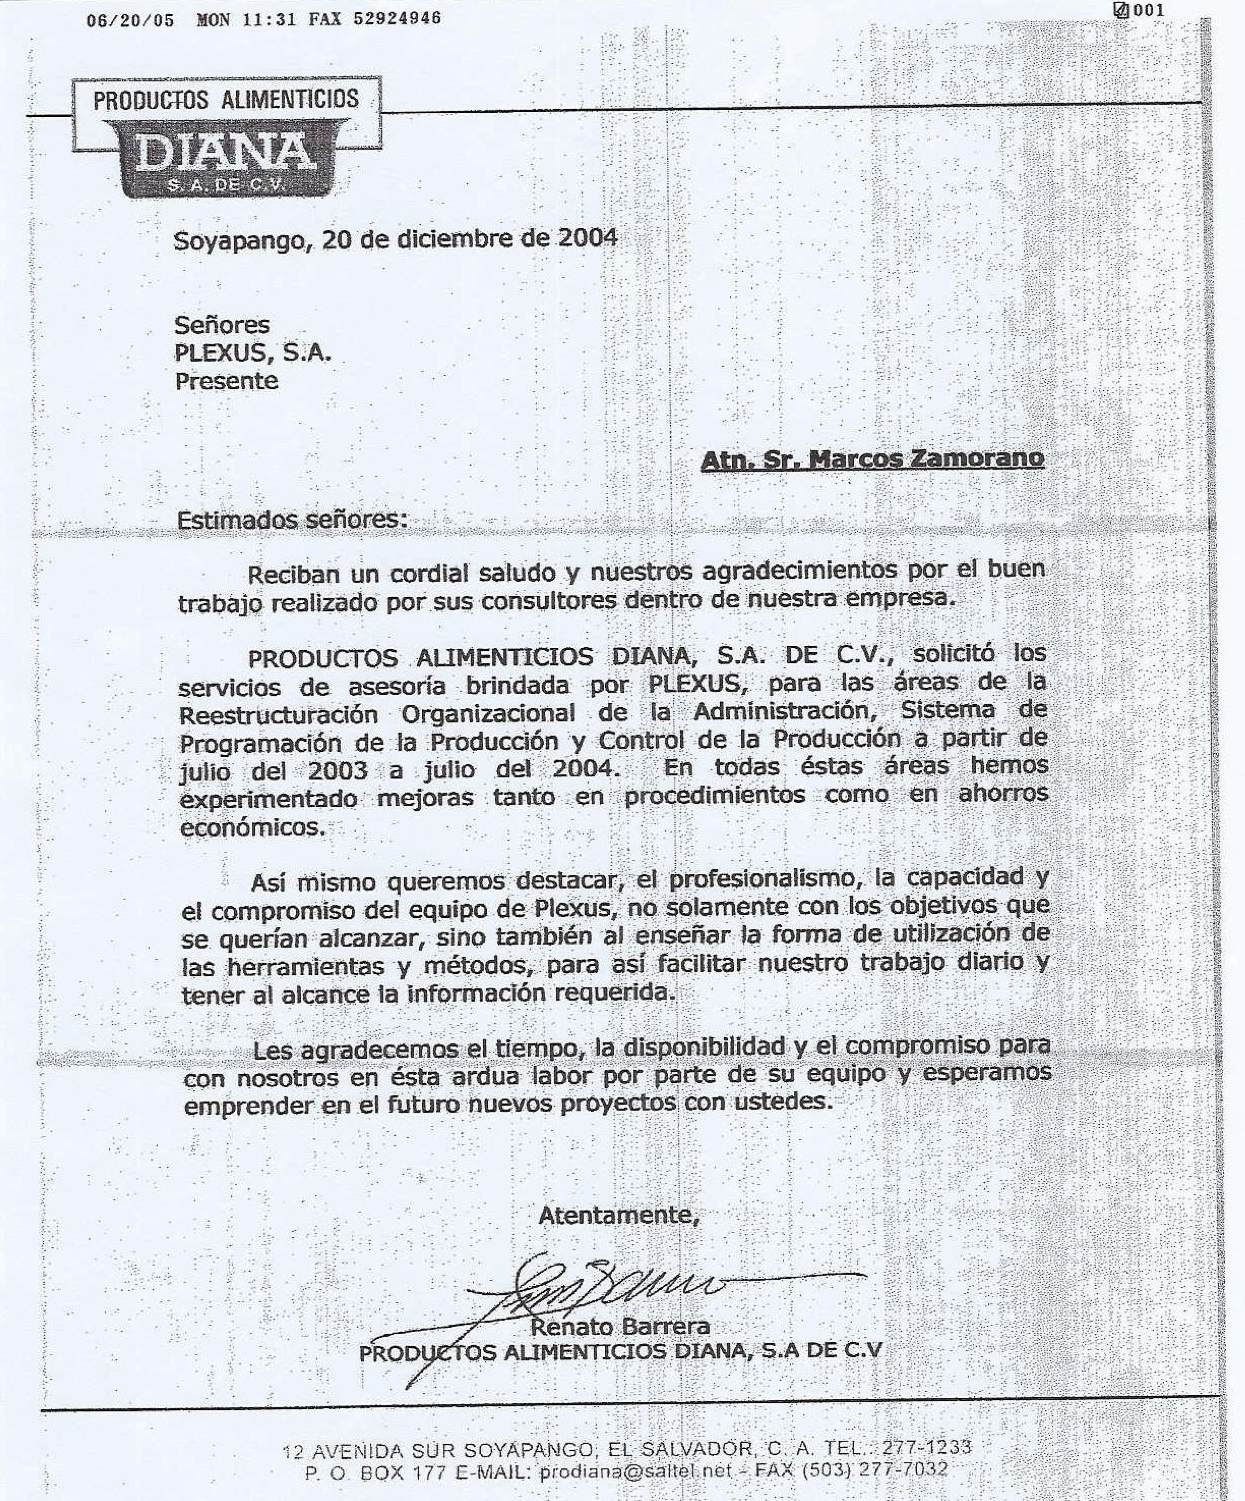 06/20/05 MON 11:31 FAX 52924946
001
PRODUCTOS ALIMENTICIOS
DIANA
S. A. DE C.V.
Soyapango, 20 de diciembre de 2004
Señores
PLEXUS, S.A.
Presente
Atn. Sr. Marcos Zamorano
Estimados señores:
Reciban un cordial saludo y nuestros agradecimientos por el buen
trabajo realizado por sus consultores dentro de nuestra empresa.
PRODUCTOS ALIMENTICIOS DIANA, S.A. DE C.V., solicitó los
servicios de asesoría brindada por PLEXUS, para las áreas de la
Reestructuración Organizacional de la Administración, Sistema de
Programación de la Producción y Control de la Producción a partir de
julio del 2003 a julio del 2004. En todas éstas áreas hemos
experimentado mejoras tanto en procedimientos como en ahorros
económicos.
Así mismo queremos destacar, el profesionalismo, la capacidad y
el compromiso del equipo de Plexus, no solamente con los objetivos que
se querían alcanzar, sino también al enseñar la forma de utilización de
las herramientas y métodos, para así facilitar nuestro trabajo diario y
tener al alcance la información requerida.
Les agradecemos el tiempo, la disponibilidad y el compromiso para
con nosotros en ésta ardua labor por parte de su equipo y esperamos
emprender en el futuro nuevos proyectos con ustedes.
Atentamente,
Renato Barrera
PRODUCTOS ALIMENTICIOS DIANA, S.A DE C.V
12 AVENIDA SUR SOYAPANGO, EL SALVADOR, C. A. TEL.: 277-1233
P. O. BOX 177 E-MAIL: prodiana@saltel.net - FAX (503) 277-7032